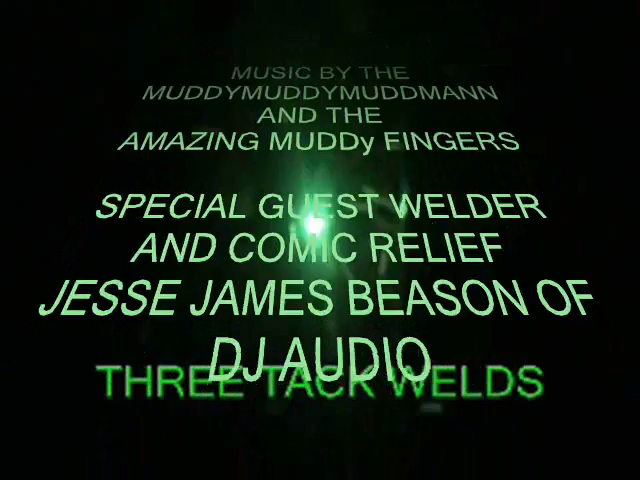 MUSIC BY THE
MUDDYMUDDYMUDDMANN
AND THE
AMAZING MUDDy FINGERS
SPECIAL GUEST WELDER
AND COMIC RELIEF
JESSE JAMES BEASON OF
DJ AUDIO
THREE TACK WELDS